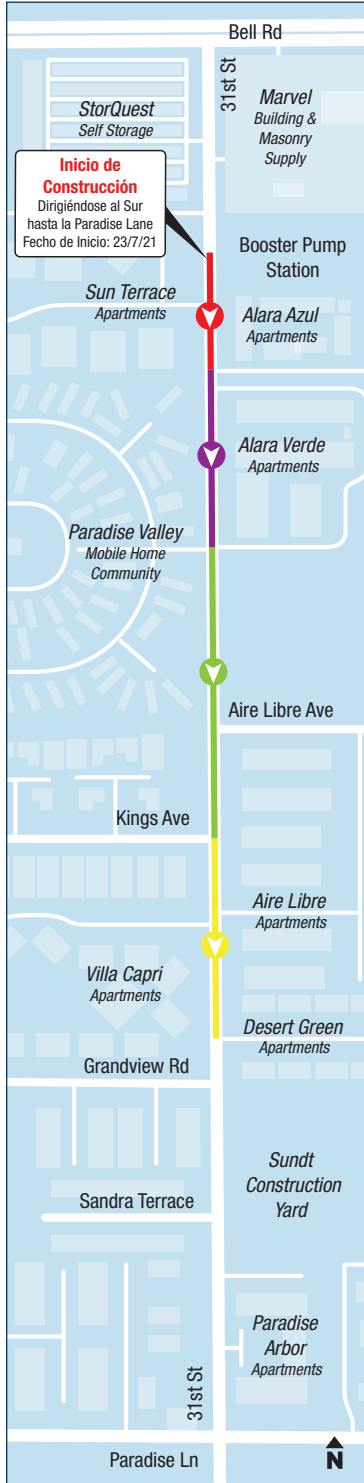 Bell Rd
31st St
StorQuest
Self Storage
Marvel
Building &
Masonry
Supply
Inicio de
Construcción
Dirigiéndose al Sur
hasta la Paradise Lane
Fecho de Inicio: 23/7/21
Booster Pump
Station
Sun Terrace
Apartments
Alara Azul
Apartments
Alara Verde
Apartments
Paradise Valley
Mobile Home
Community
Aire Libre Ave
Kings Ave
Aire Libre
Apartments
Villa Capri
Apartments
Desert Green
Apartments
Grandview Rd
Sundt
Construction
Yard
Sandra Terrace
Paradise
Arbor
Apartments
31st St
Paradise Ln
N